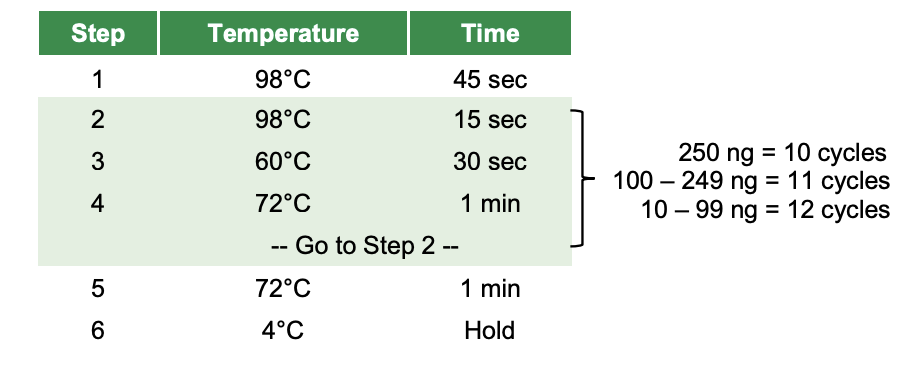 Step Temperature Time
1 98°C 45 sec
2 98°C 15 sec
3 60°C 30 sec
4 72°C 1 min
-- Go to Step 2 --
5 72°C 1 min
6 4°C Hold
250 ng = 10 cycles
100 – 249 ng = 11 cycles
10 – 99 ng = 12 cycles